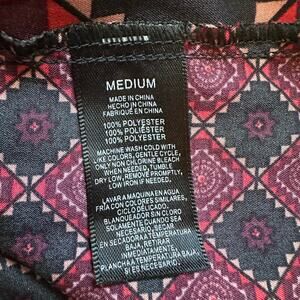 MEDIUM
MADE IN CHINA
HECHO EN CHINA
FABRIQUÉ EN CHINA
100% POLYESTER
100% POLIÉSTER
100% POLYESTER
MACHINE WASH COLD WITH
LIKE COLORS, GENTLE CYCLE,
ONLY NON CHLORINE BLEACH
WHEN NEEDED, TUMBLE
DRY LOW, REMOVE PROMPTLY,
LOW IRON IF NEEDED.
LAVAR A MAQUINA EN AGUA
FRIA CON COLORES SIMILARES,
CICLO DELICADO,
BLANQUEADOR SIN CLORO
SOLAMENTE CUANDO SEA
NECESARIO, SECAR
EN SECADORA A TEMPERATURA
BAJA, RETIRAR
INMEDIATAMENTE,
PLANCHA A TEMPERATURA BAJA,
SI ES NECESARIO.